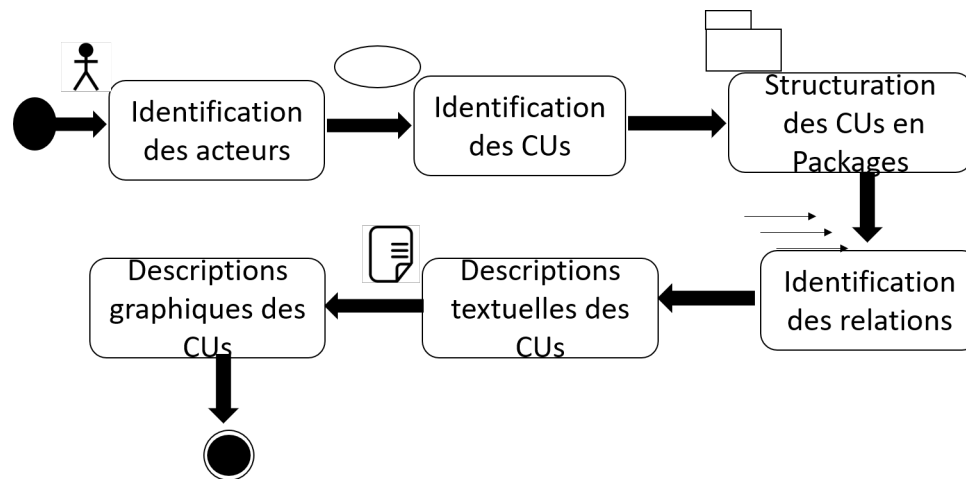 Identification
des acteurs
Identification
des CUs
Structuration
des CUs en
Packages
Identification
des relations
Descriptions
textuelles des
CUs
Descriptions
graphiques des
CUs